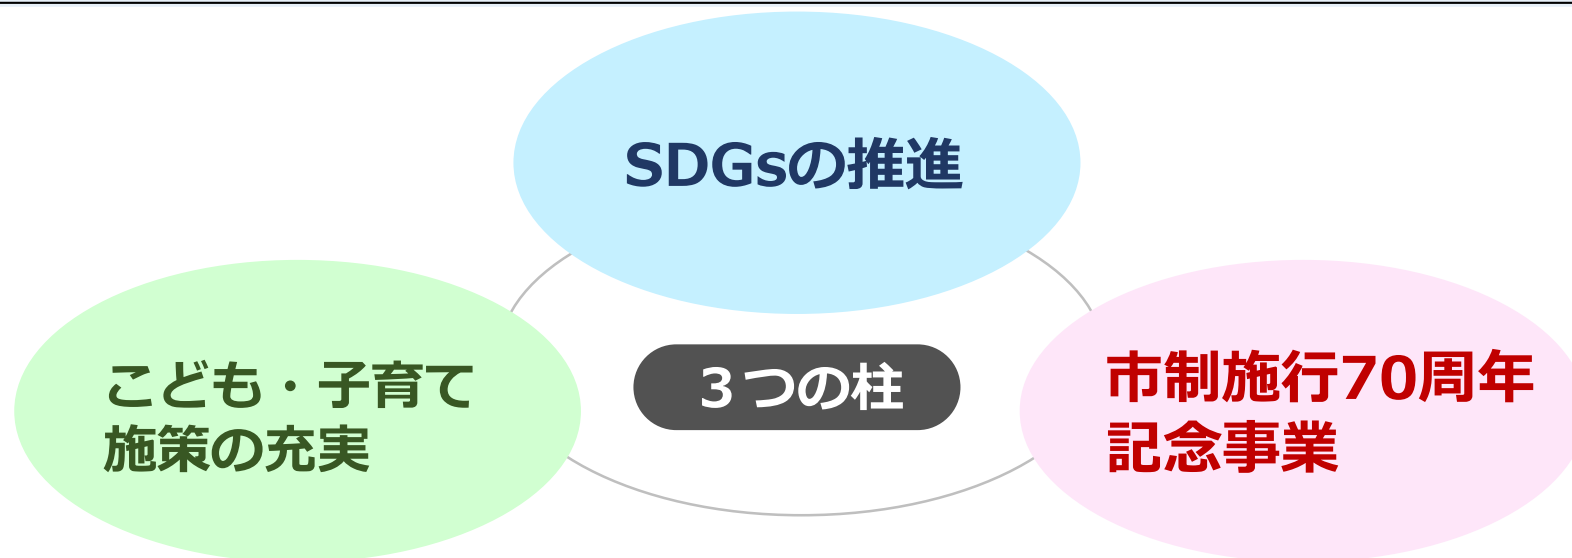 SDGsの推進
こども・子育て
施策の充実
３つの柱
市制施行70周年
記念事業